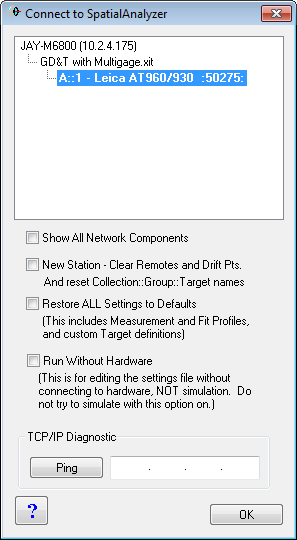 Connect to SpatialAnalyzer
JAY-M6800 (10.2.4.175)
GD&T with Multigage.xit
A::1 - Leica AT960/930 :50275:
Show All Network Components
New Station - Clear Remotes and Drift Pts.
And reset Collection::Group::Target names
Restore ALL Settings to Defaults
(This includes Measurement and Fit Profiles,
and custom Target definitions)
Run Without Hardware
(This is for editing the settings file without
connecting to hardware, NOT simulation. Do
not try to simulate with this option on.)
TCP/IP Diagnostic
Ping
. . .
?
OK